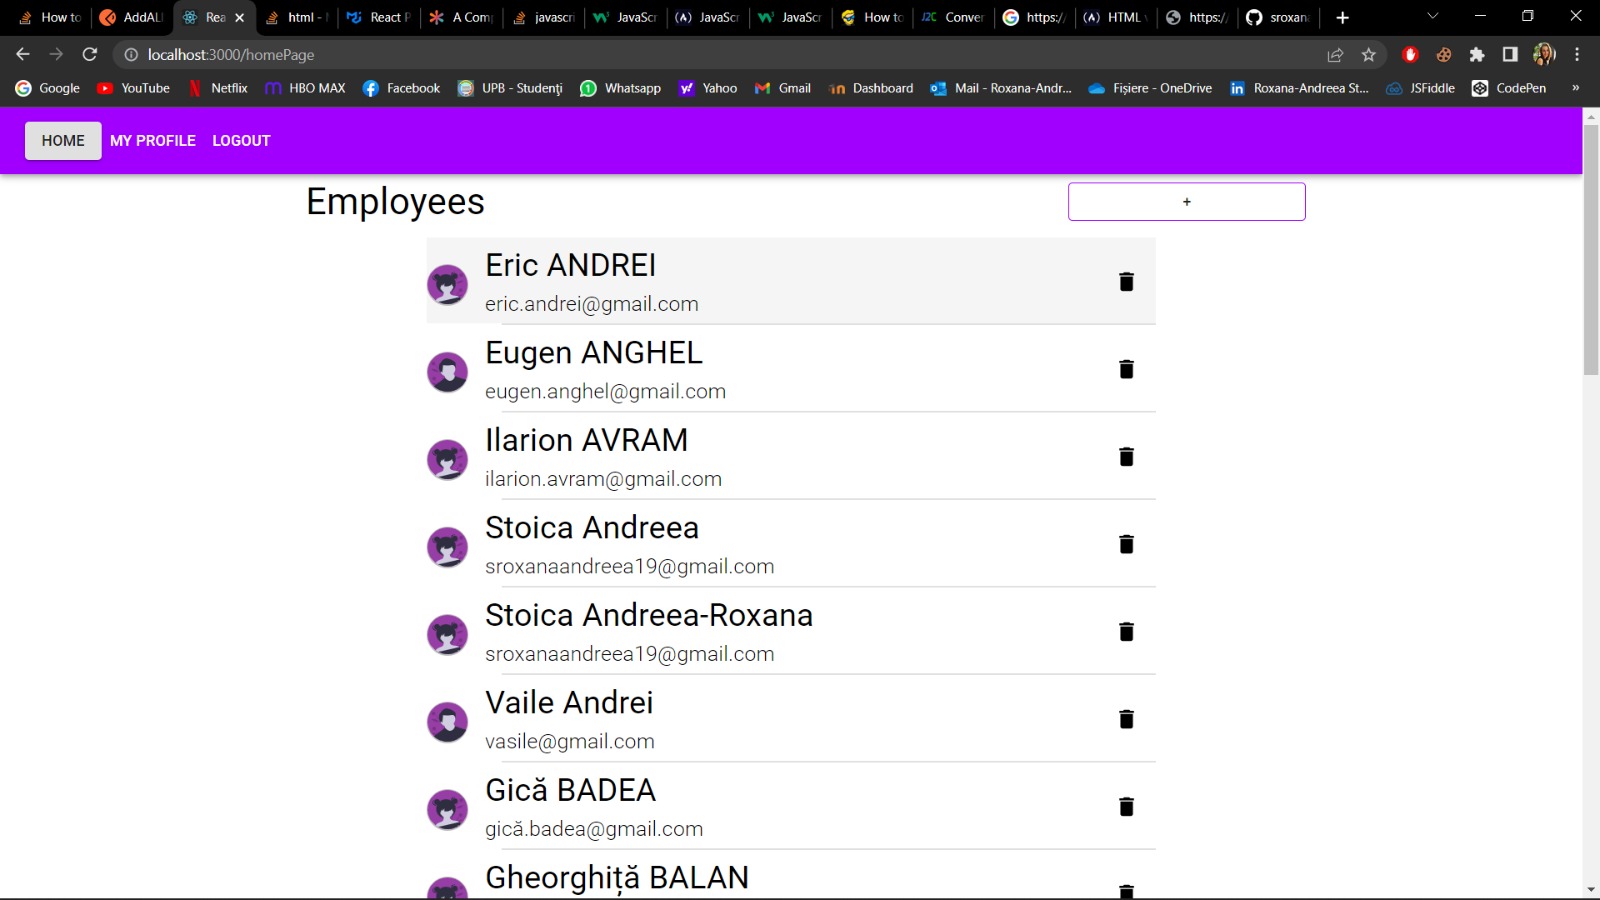 How to
AddAL
Rea
html -
React P
A Comp
javascri
JavaScr
JavaScr
JavaScr
How to
J2C Conver
https:/
HTML
https:/
sroxana
localhost:3000/homePage
Google
YouTube
Netflix
HBO MAX
Facebook
UPB - Studenți
Whatsapp
Yahoo
Gmail
Dashboard
Mail - Roxana-Andr...
Fișiere - OneDrive
Roxana-Andreea St...
JSFiddle
CodePen
»
HOME
MY PROFILE
LOGOUT
Employees
+
Eric ANDREI
eric.andrei@gmail.com
Eugen ANGHEL
eugen.anghel@gmail.com
Ilarion AVRAM
ilarion.avram@gmail.com
Stoica Andreea
sroxanaandreea19@gmail.com
Stoica Andreea-Roxana
sroxanaandreea19@gmail.com
Vaile Andrei
vasile@gmail.com
Gică BADEA
gică.badea@gmail.com
Gheorghiță BALAN